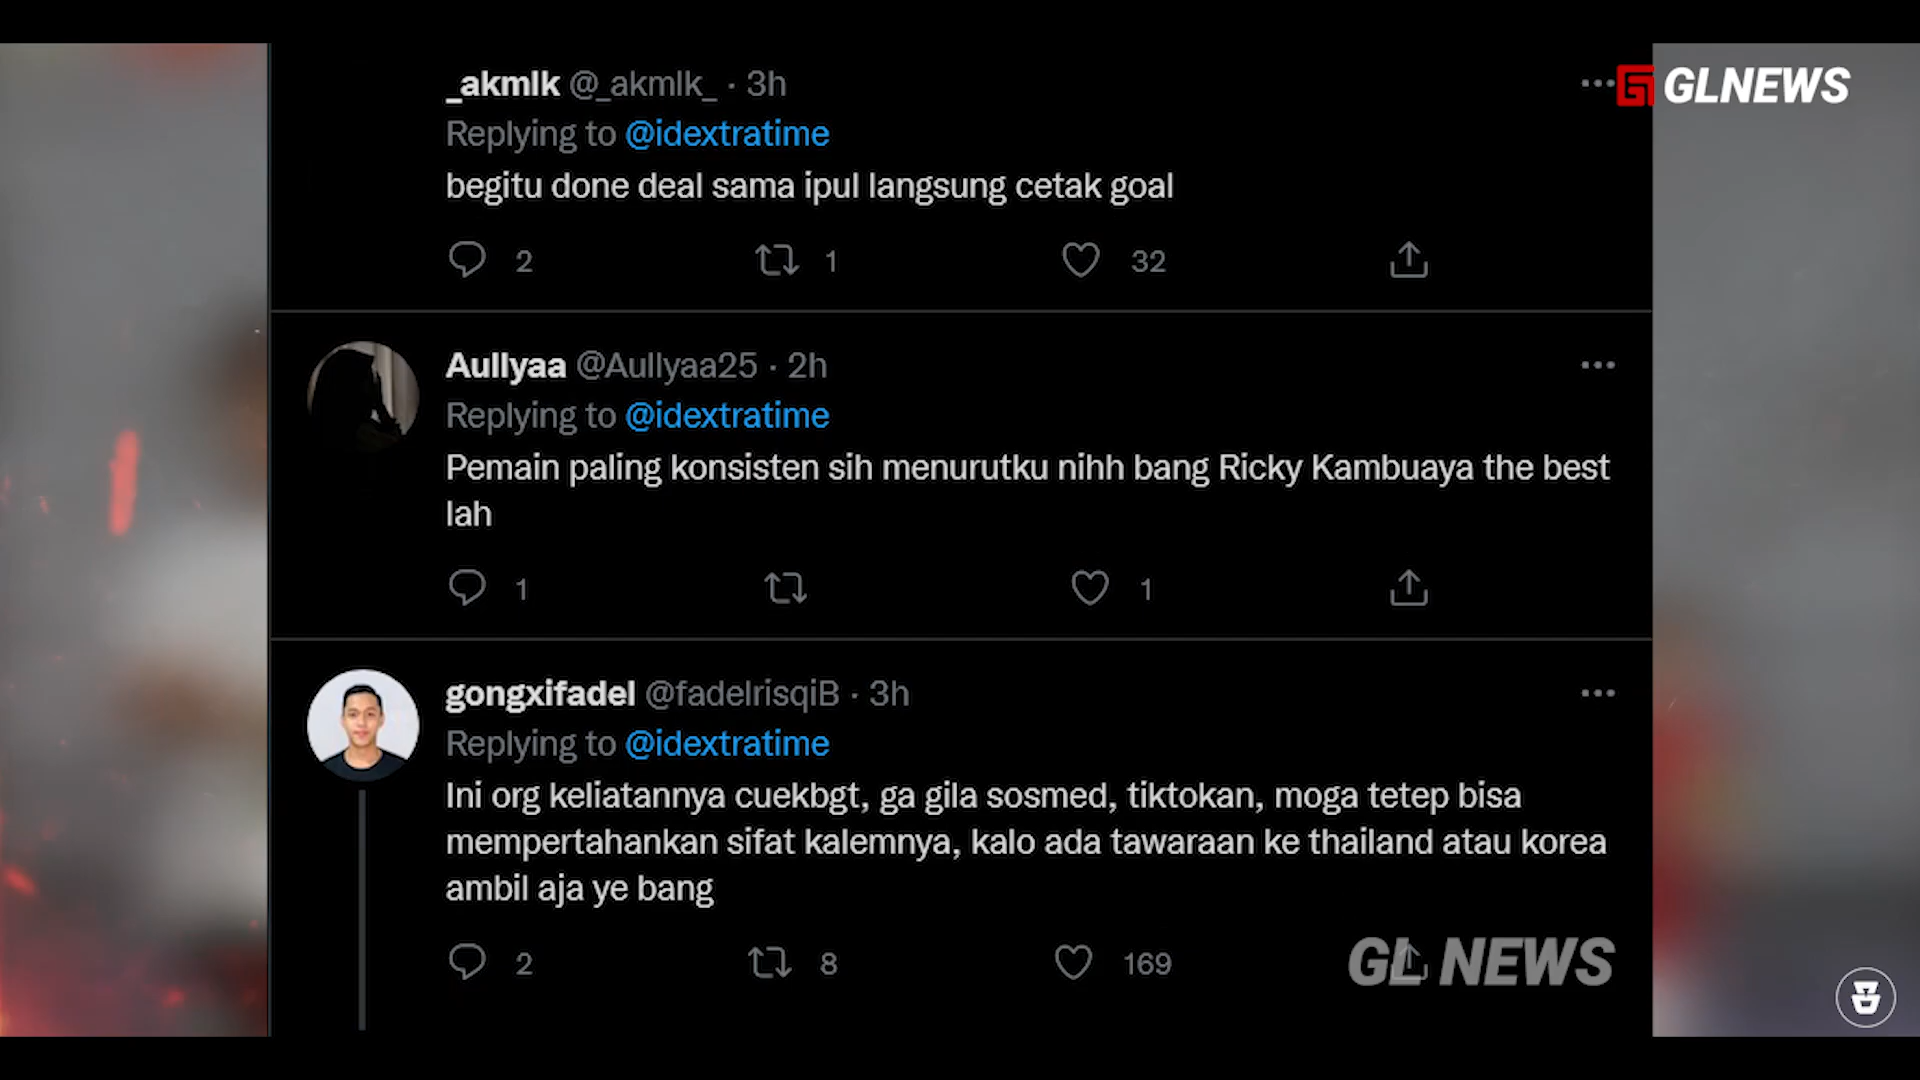 _akmlk @_akmlk_ · 3h
GLNEWS
Replying to @idextratime
begitu done deal sama ipul langsung cetak goal
2 1 32
Aullyaa @Aullyaa25 · 2h
Replying to @idextratime
Pemain paling konsisten sih menurutku nihh bang Ricky Kambuaya the best
lah
1 1
gongxifadel @fadelrisqiB · 3h
Replying to @idextratime
Ini org keliatannya cuekbgt, ga gila sosmed, tiktokan, moga tetep bisa
mempertahankan sifat kalemnya, kalo ada tawaraan ke thailand atau korea
ambil aja ye bang
2 8 169
GL NEWS